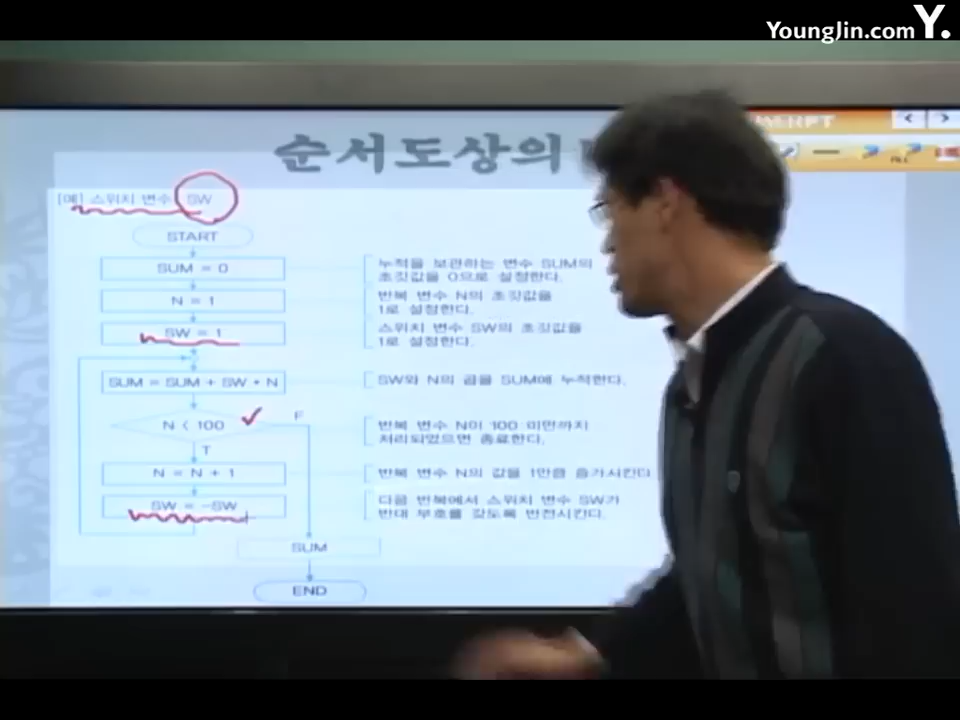 YoungJin.com Y.
순서도상의
[예] 스위치 변수 SW
START
SUM = 0
누적을 보관하는 변수 SUM의
초깃값을 0으로 설정한다.
N = 1
반복 변수 N의 초깃값을
1로 설정한다.
SW = 1
스위치 변수 SW의 초깃값을
1로 설정한다.
SUM = SUM + SW * N
SW와 N의 곱을 SUM에 누적한다.
N < 100
F
반복 변수 N이 100 미만까지
처리되었으면 종료한다.
T
N = N + 1
반복 변수 N의 값을 1만큼 증가시킨다
SW = -SW
다음 반복에서 스위치 변수 SW가
반대 부호를 갖도록 반전시킨다.
SUM
END